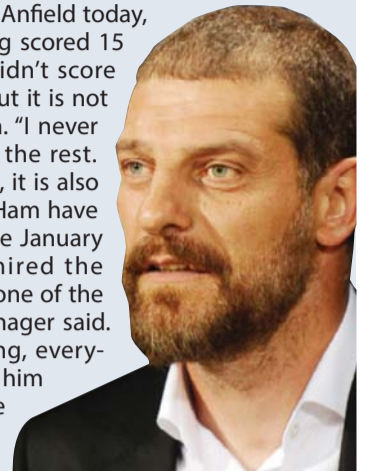 Anfield today,
g scored 15
idn’t score
ut it is not
. “I never
the rest.
, it is also
Ham have
e January
ired the
one of the
nager said.
ng, every-
him
e